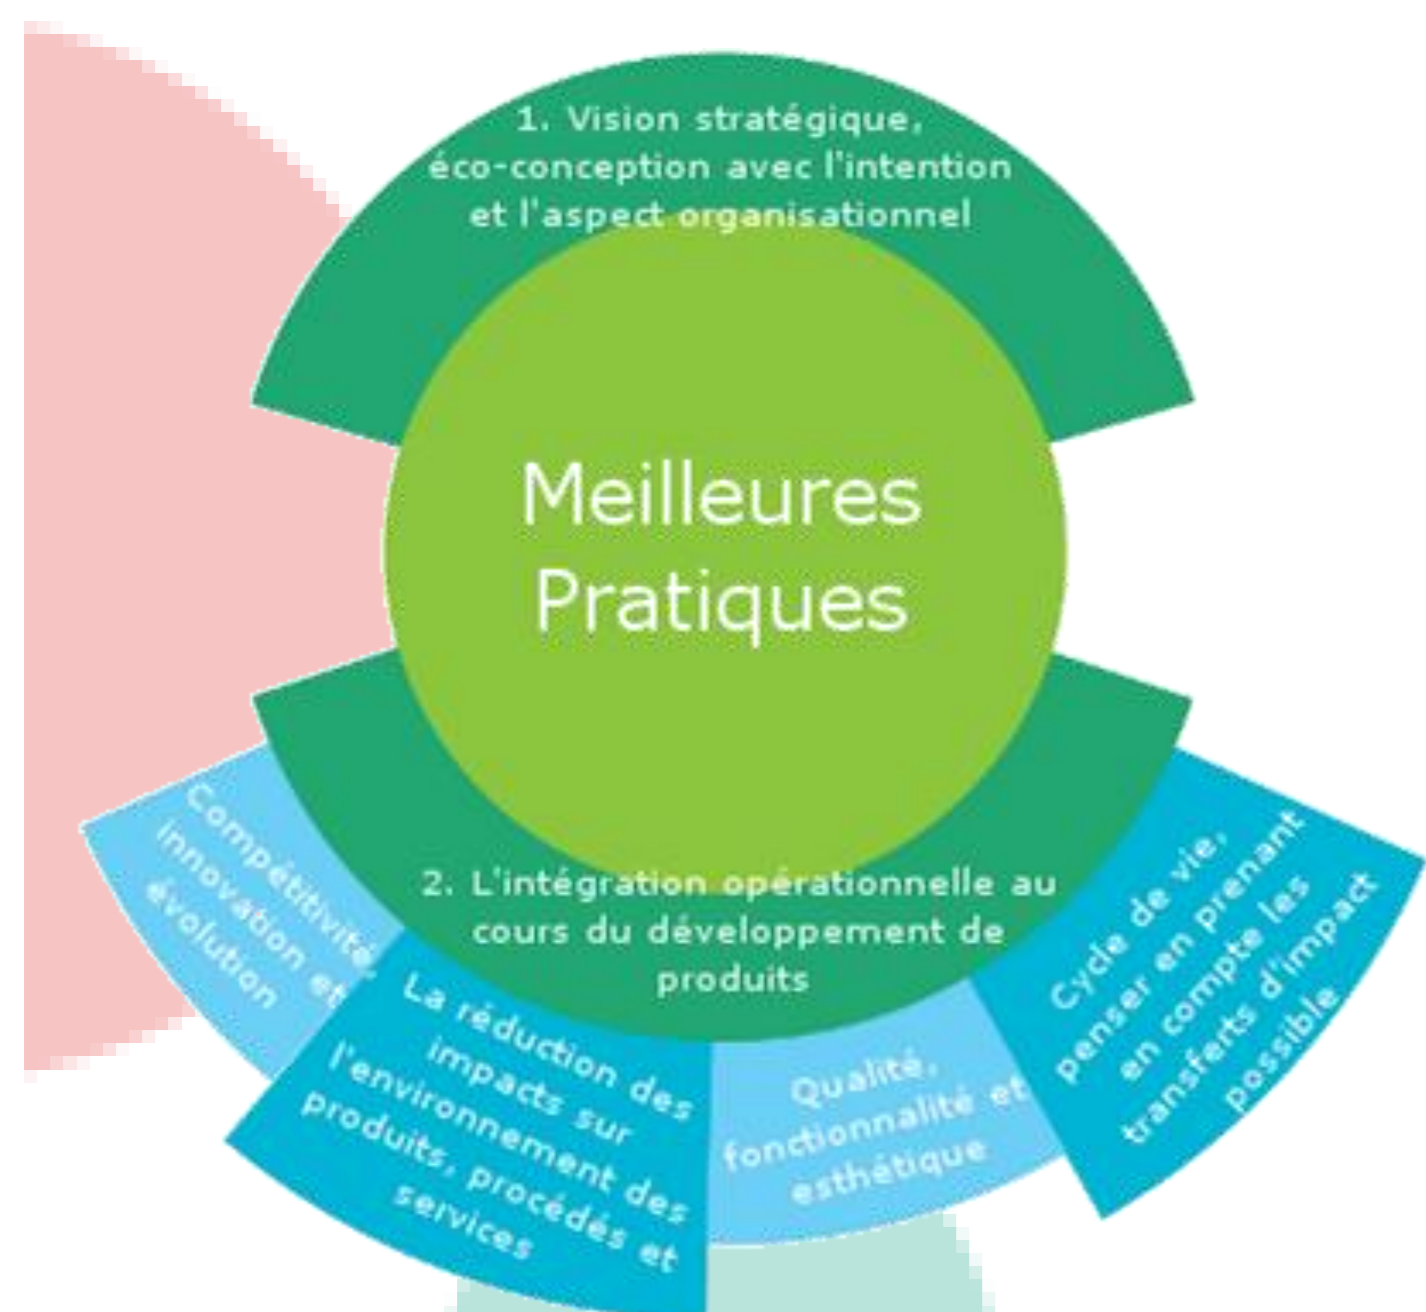 1. Vision stratégique,
éco-conception avec l'intention
et l'aspect organisationnel
Meilleures
Pratiques
2. L'intégration opérationnelle au
cours du développement de
produits
Compétitivité,
innovation et
évolution
La réduction des
impacts sur
l'environnement des
produits, procédés et
services
Qualité,
fonctionnalité et
esthétique
Cycle de vie,
penser en prenant
en compte les
transferts d'impact
possible